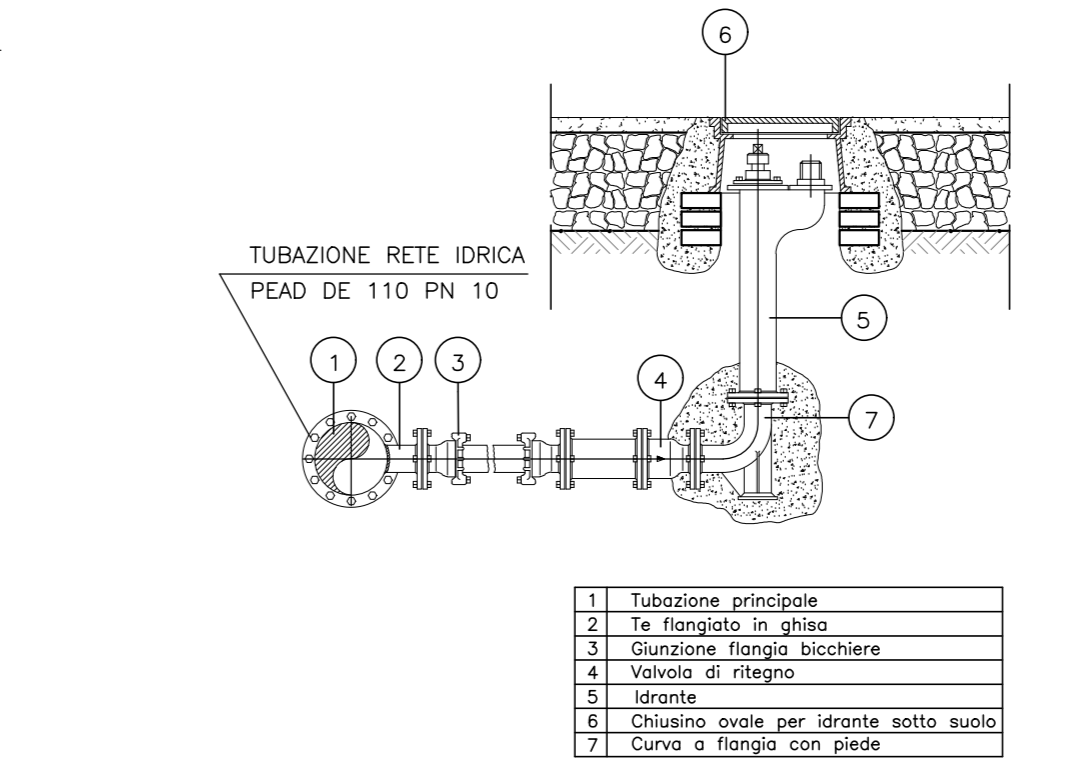 6
TUBAZIONE RETE IDRICA
PEAD DE 110 PN 10
5
1
2
3
4
7
1 Tubazione principale
2 Te flangiato in ghisa
3 Giunzione flangia bicchiere
4 Valvola di ritegno
5 Idrante
6 Chiusino ovale per idrante sotto suolo
7 Curva a flangia con piede